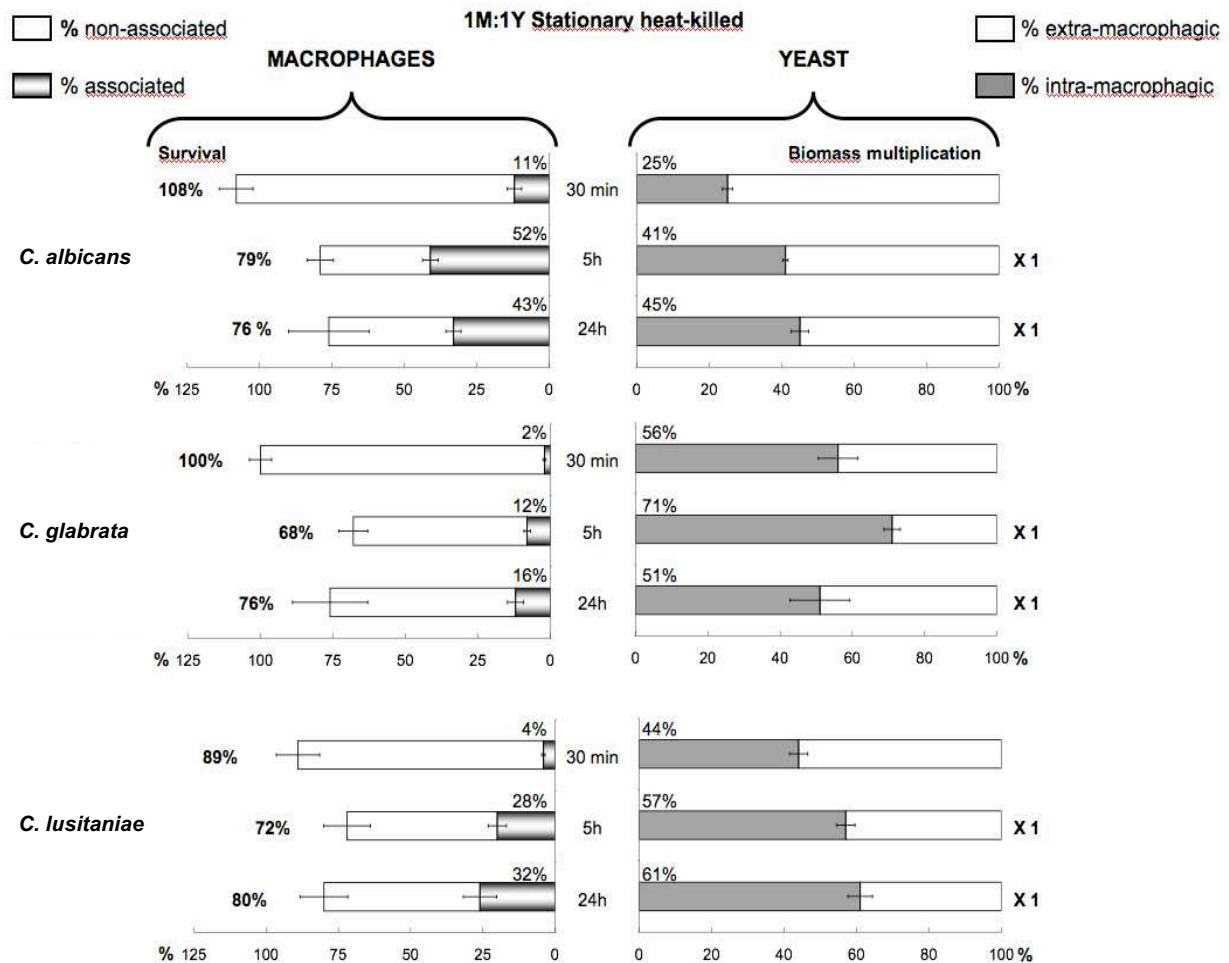 1M:1Y Stationary heat-killed
% non-associated
% associated
MACROPHAGES
YEAST
% extra-macrophagic
% intra-macrophagic
Survival
Biomass multiplication
C. albicans
108%
11%
30 min
25%
79%
52%
5h
41%
X 1
76 %
43%
24h
45%
X 1
% 125 100 75 50 25 0
0 20 40 60 80 100 %
C. glabrata
100%
2%
30 min
56%
68%
12%
5h
71%
X 1
76%
16%
24h
51%
X 1
% 125 100 75 50 25 0
0 20 40 60 80 100 %
C. lusitaniae
89%
4%
30 min
44%
72%
28%
5h
57%
X 1
80%
32%
24h
61%
X 1
% 125 100 75 50 25 0
0 20 40 60 80 100 %